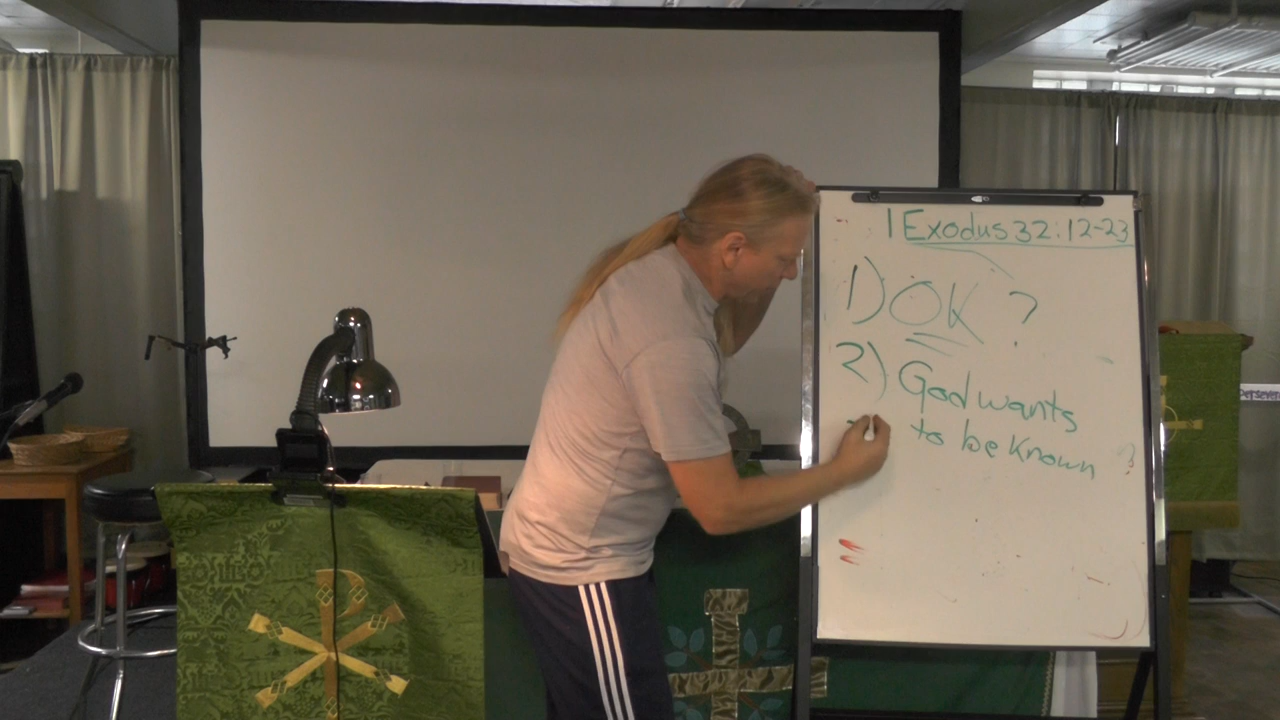 1 Exodus 32:12-23
1) OK ?
2) God wants
to be known ?